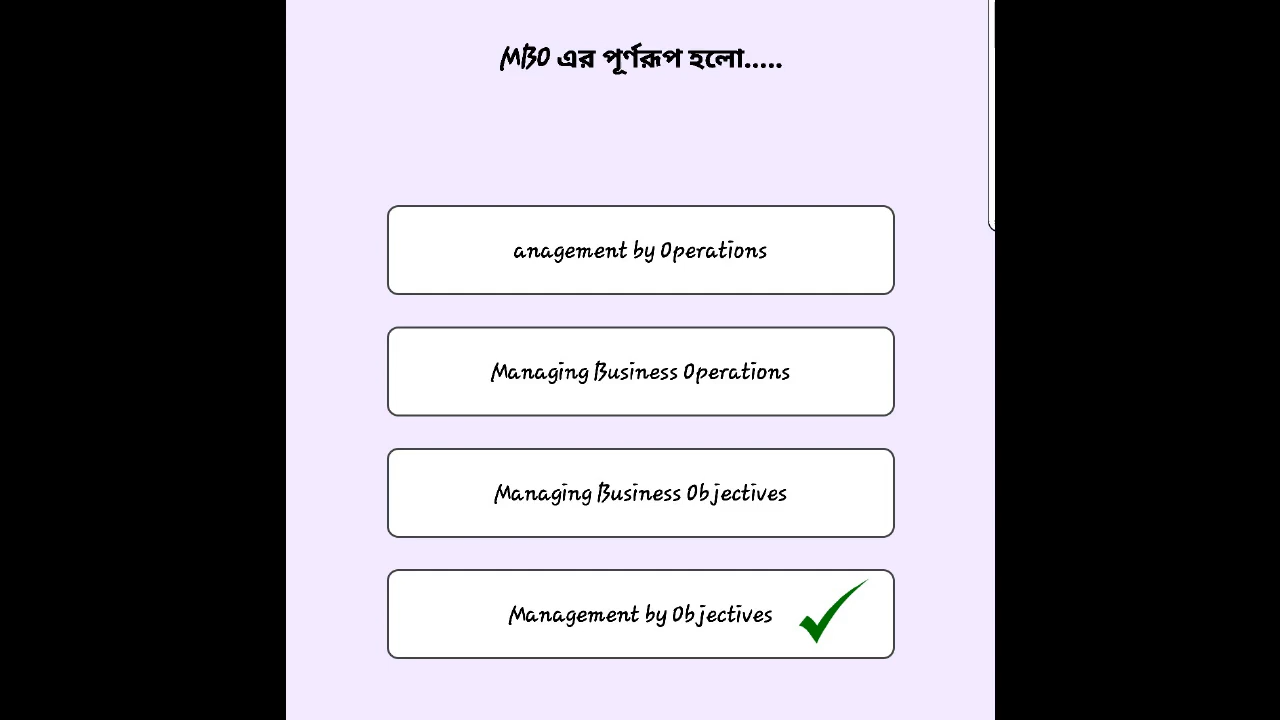 MBO এর পূর্ণরূপ হলো.....
anagement by Operations
Managing Business Operations
Managing Business Objectives
Management by Objectives